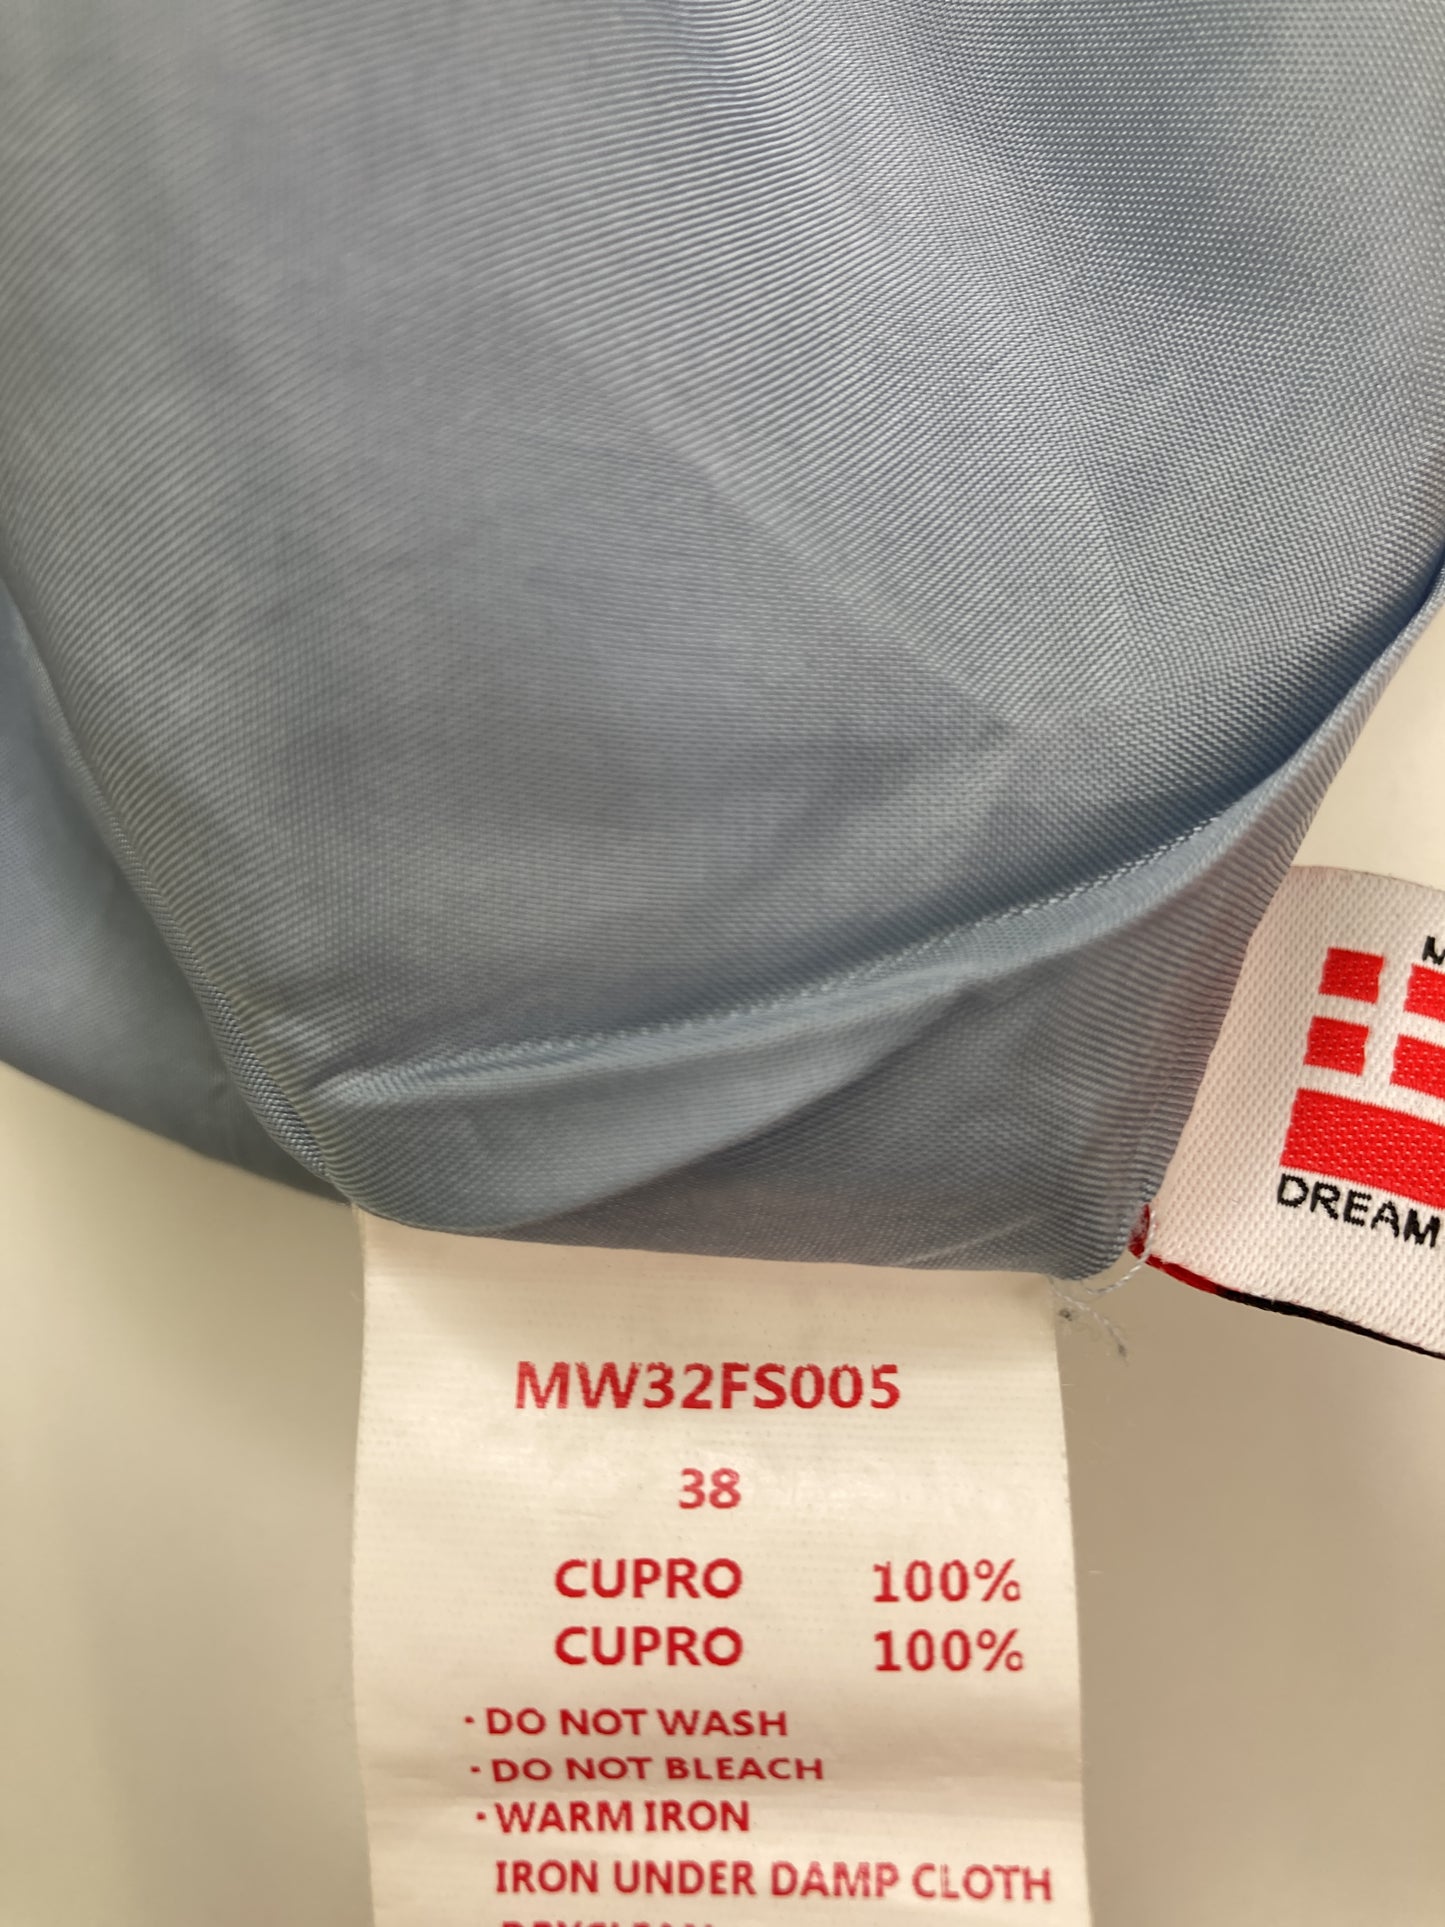 DREAM
MW32FS005
38
CUPRO 100%
CUPRO 100%
· DO NOT WASH
· DO NOT BLEACH
· WARM IRON
IRON UNDER DAMP CLOTH